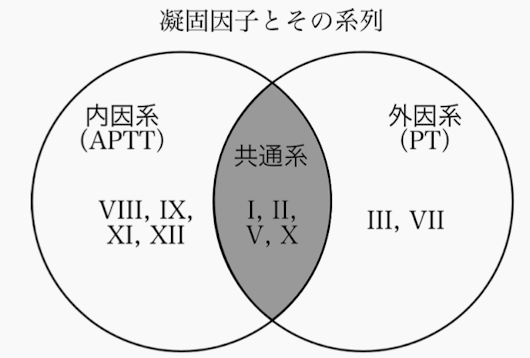 凝固因子とその系列
内因系
(APTT)
VIII, IX,
XI, XII
共通系
I, II,
V, X
外因系
(PT)
III, VII